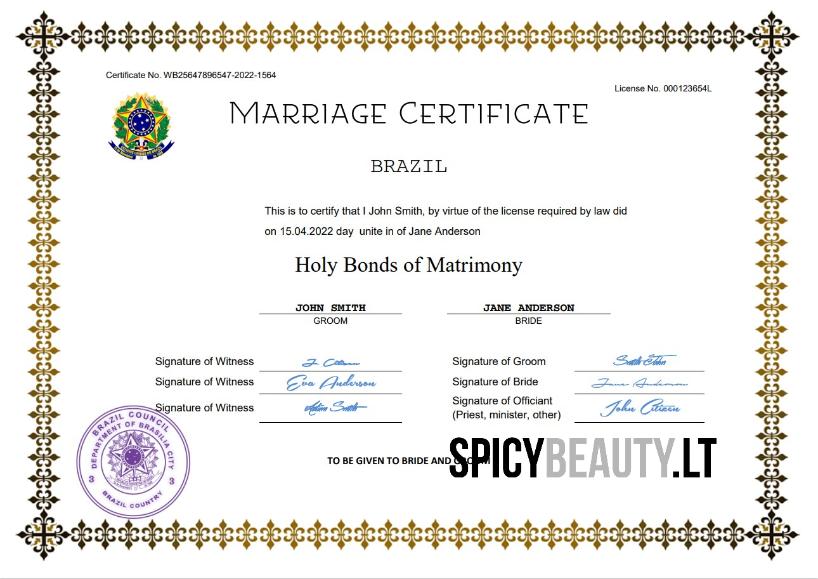 Certificate No. WB25647896547-2022-1564
License No. 000123654L
MARRIAGE CERTIFICATE
BRAZIL
This is to certify that I John Smith, by virtue of the license required by law did
on 15.04.2022 day unite in of Jane Anderson
Holy Bonds of Matrimony
JOHN SMITH
GROOM
JANE ANDERSON
BRIDE
Signature of Witness J. Citizen
Signature of Witness Eva Anderson
Signature of Witness Adam Smith
Signature of Groom Smith John
Signature of Bride Jane Anderson
Signature of Officiant John Citizen
(Priest, minister, other)
BRAZIL COUNCIL
DEPARTMENT OF BRASILIA CITY
3 3
BRAZIL COUNTRY
TO BE GIVEN TO BRIDE AND
SPICYBEAUTY.LT